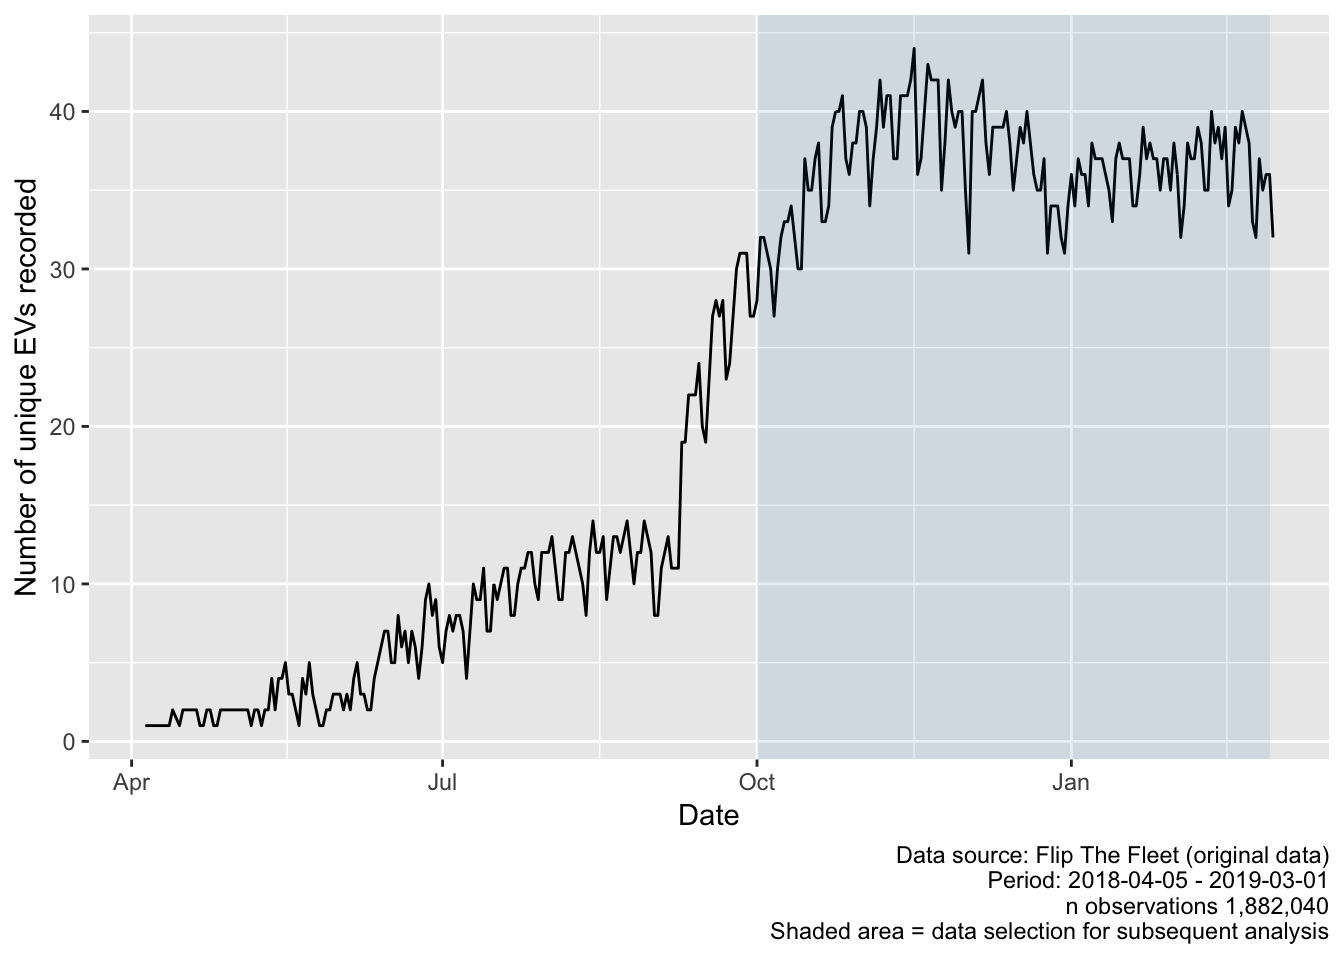 Number of unique EVs recorded
40
30
20
10
0
Apr
Jul
Oct
Jan
Date
Data source: Flip The Fleet (original data)
Period: 2018-04-05 - 2019-03-01
n observations 1,882,040
Shaded area = data selection for subsequent analysis